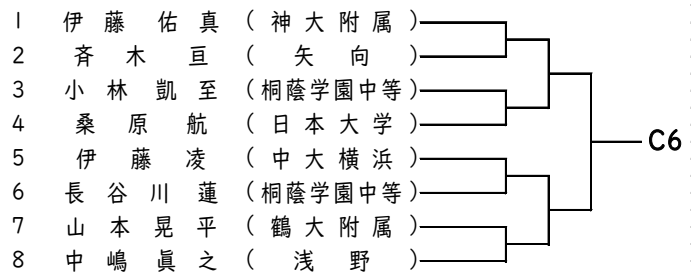 1 伊藤佑真(神大附属)
2 斉木亘(矢向)
3 小林凱至(桐蔭学園中等)
4 桑原航(日本大学)
5 伊藤凌(中大横浜)
6 長谷川蓮(桐蔭学園中等)
7 山本晃平(鶴大附属)
8 中嶋眞之(浅野)
C6